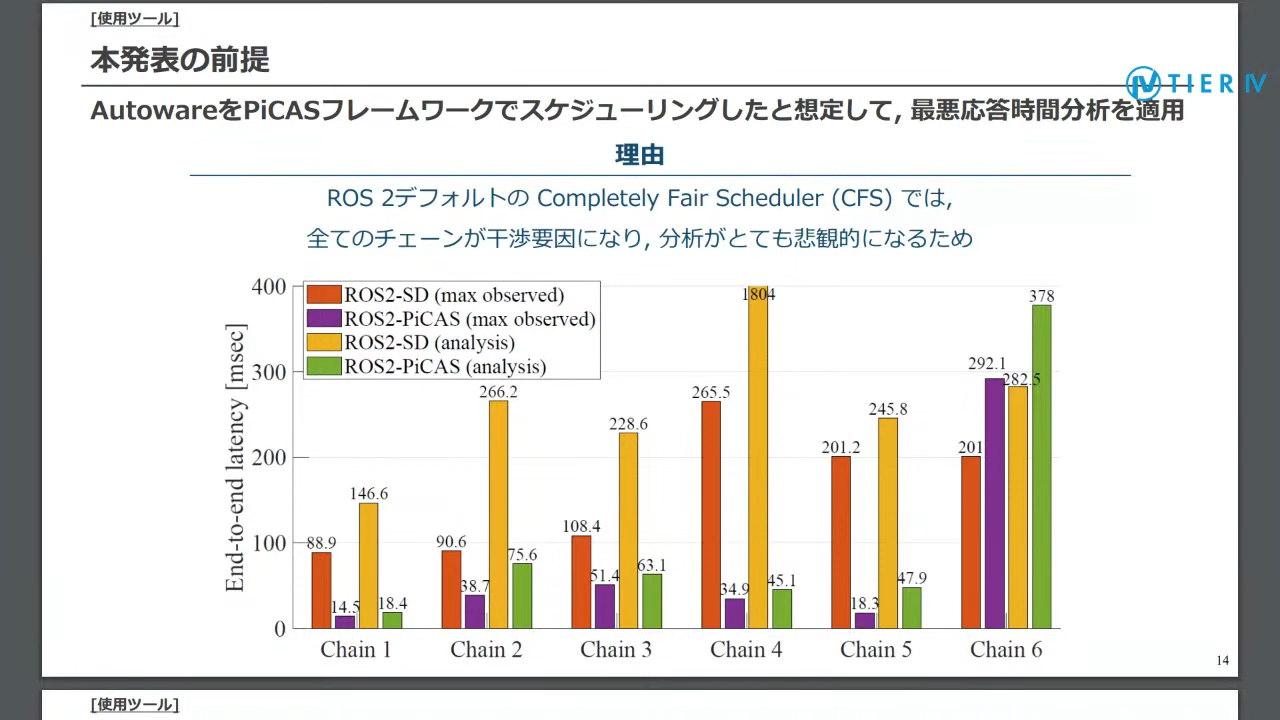 [使用ツール]
本発表の前提
TIER IV
AutowareをPiCASフレームワークでスケジューリングしたと想定して, 最悪応答時間分析を適用
理由
ROS 2デフォルトの Completely Fair Scheduler (CFS) では,
全てのチェーンが干渉要因になり, 分析がとても悲観的になるため
End-to-end latency [msec]
400
300
200
100
0
ROS2-SD (max observed)
ROS2-PiCAS (max observed)
ROS2-SD (analysis)
ROS2-PiCAS (analysis)
88.9
14.5
146.6
18.4
90.6
38.7
266.2
75.6
108.4
51.4
228.6
63.1
265.5
34.9
1804
45.1
201.2
18.3
245.8
47.9
201
292.1
282.5
378
Chain 1
Chain 2
Chain 3
Chain 4
Chain 5
Chain 6
14
[使用ツール]